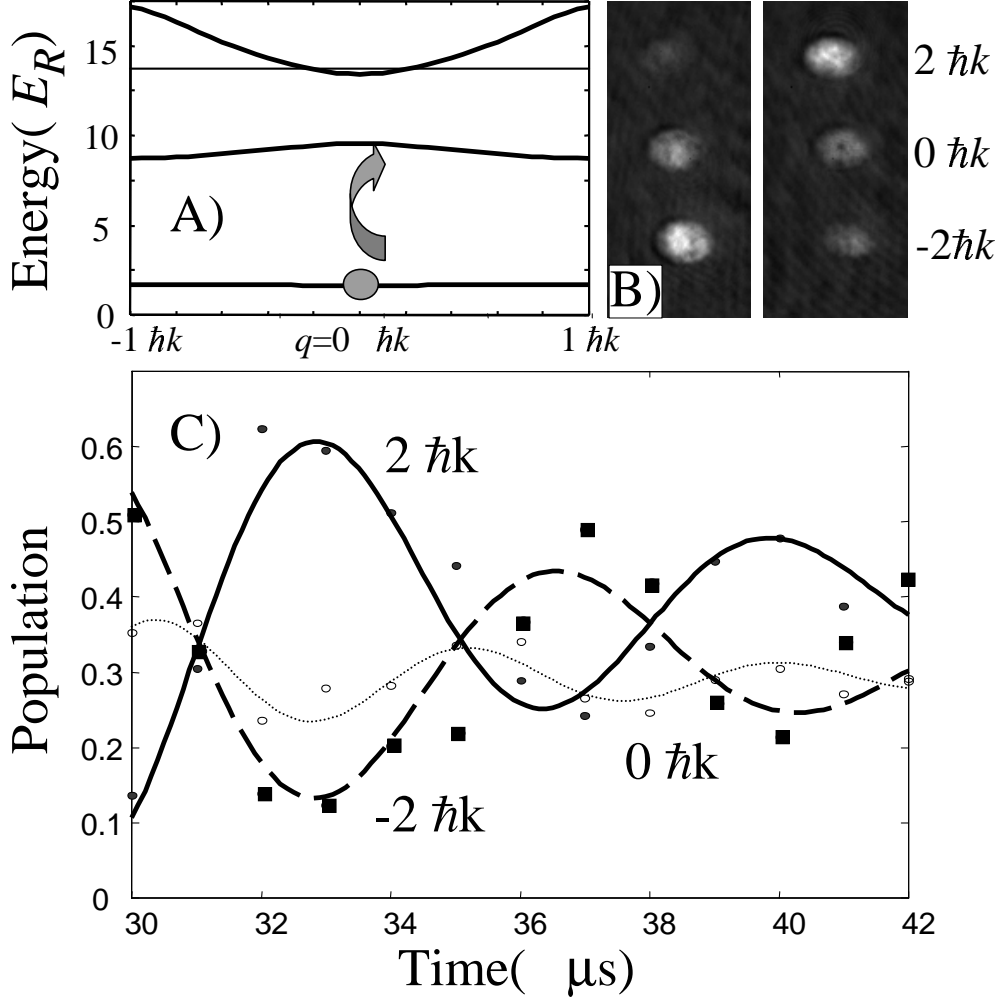 Energy( E_R)
15
10
5
0
A)
-1 ħk
q=0 ħk
1 ħk
B)
2 ħk
0 ħk
-2ħk
C)
2 ħk
0 ħk
-2 ħk
Population
0.6
0.5
0.4
0.3
0.2
0.1
0
30 32 34 36 38 40 42
Time( μs)